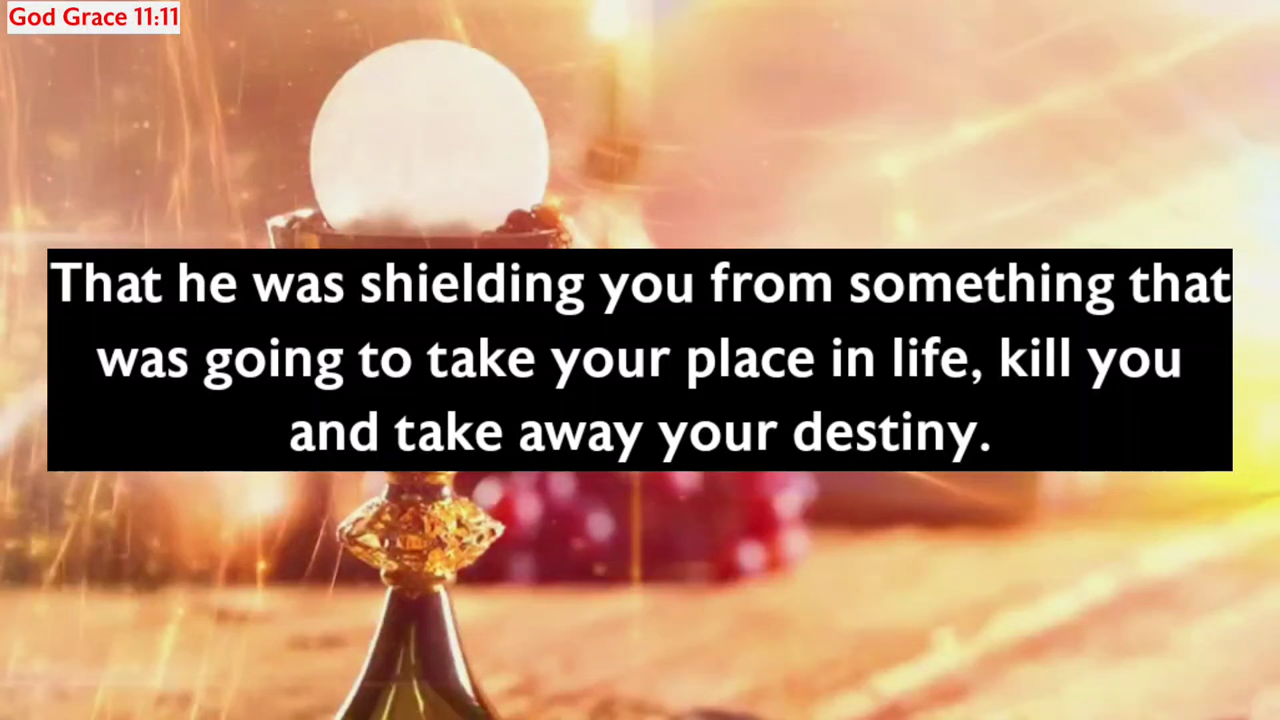 God Grace 11:11
That he was shielding you from something that
was going to take your place in life, kill you
and take away your destiny.